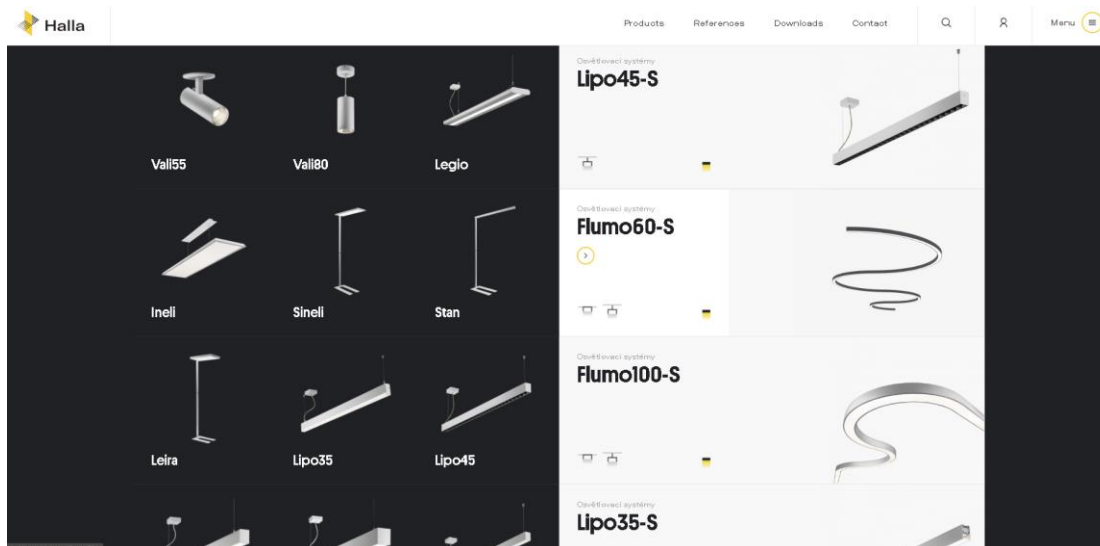 Halla
Products References Downloads Contact Menu
Vali55 Vali80 Legio
Ineli Sineli Stan
Leira Lipo35 Lipo45
Osvětlovací systémy
Lipo45-S
Osvětlovací systémy
Flumo60-S
Osvětlovací systémy
Flumo100-S
Osvětlovací systémy
Lipo35-S